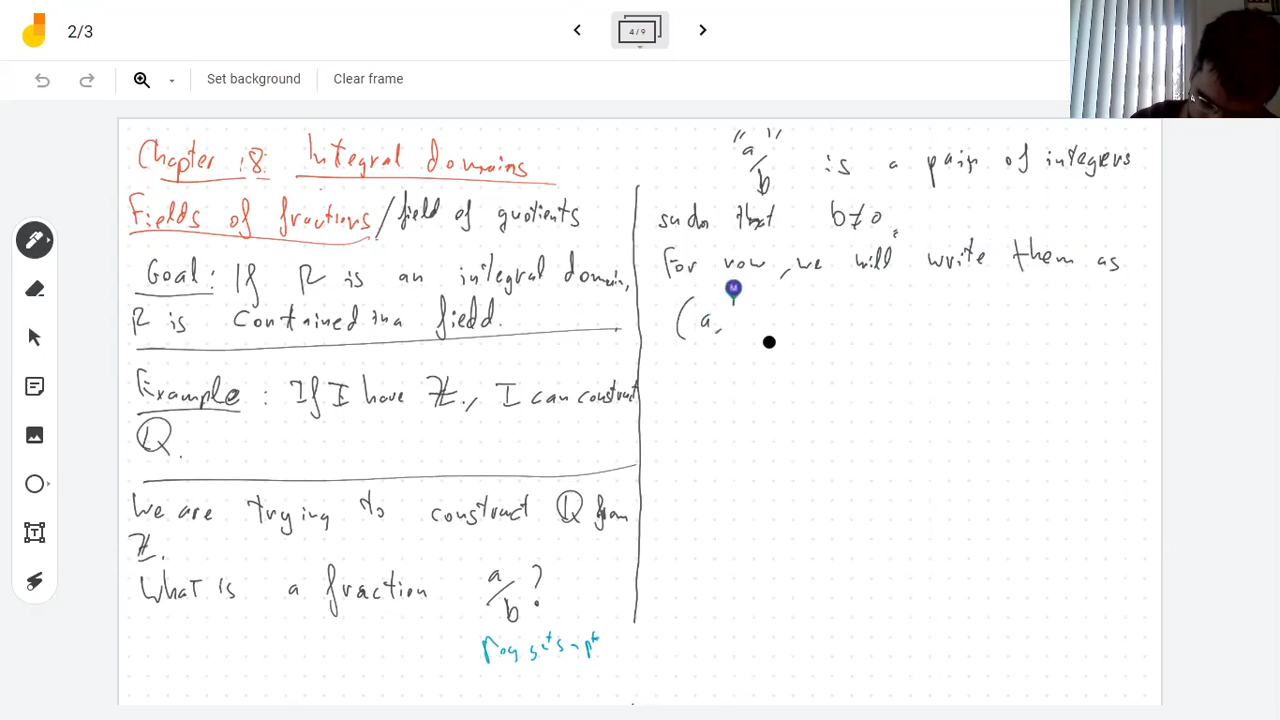 2/3
4/9
Set background
Clear frame
Chapter 18: Integral domains
Fields of fractions/field of quotients
Goal: If R is an integral domain,
R is contained in a field.
Example: If I have ℤ, I can construct
ℚ.
We are trying to construct ℚ from
ℤ.
What is a fraction a/b?
"a/b" is a pair of integers
such that b≠0.
For now, we will write them as
(a,
M